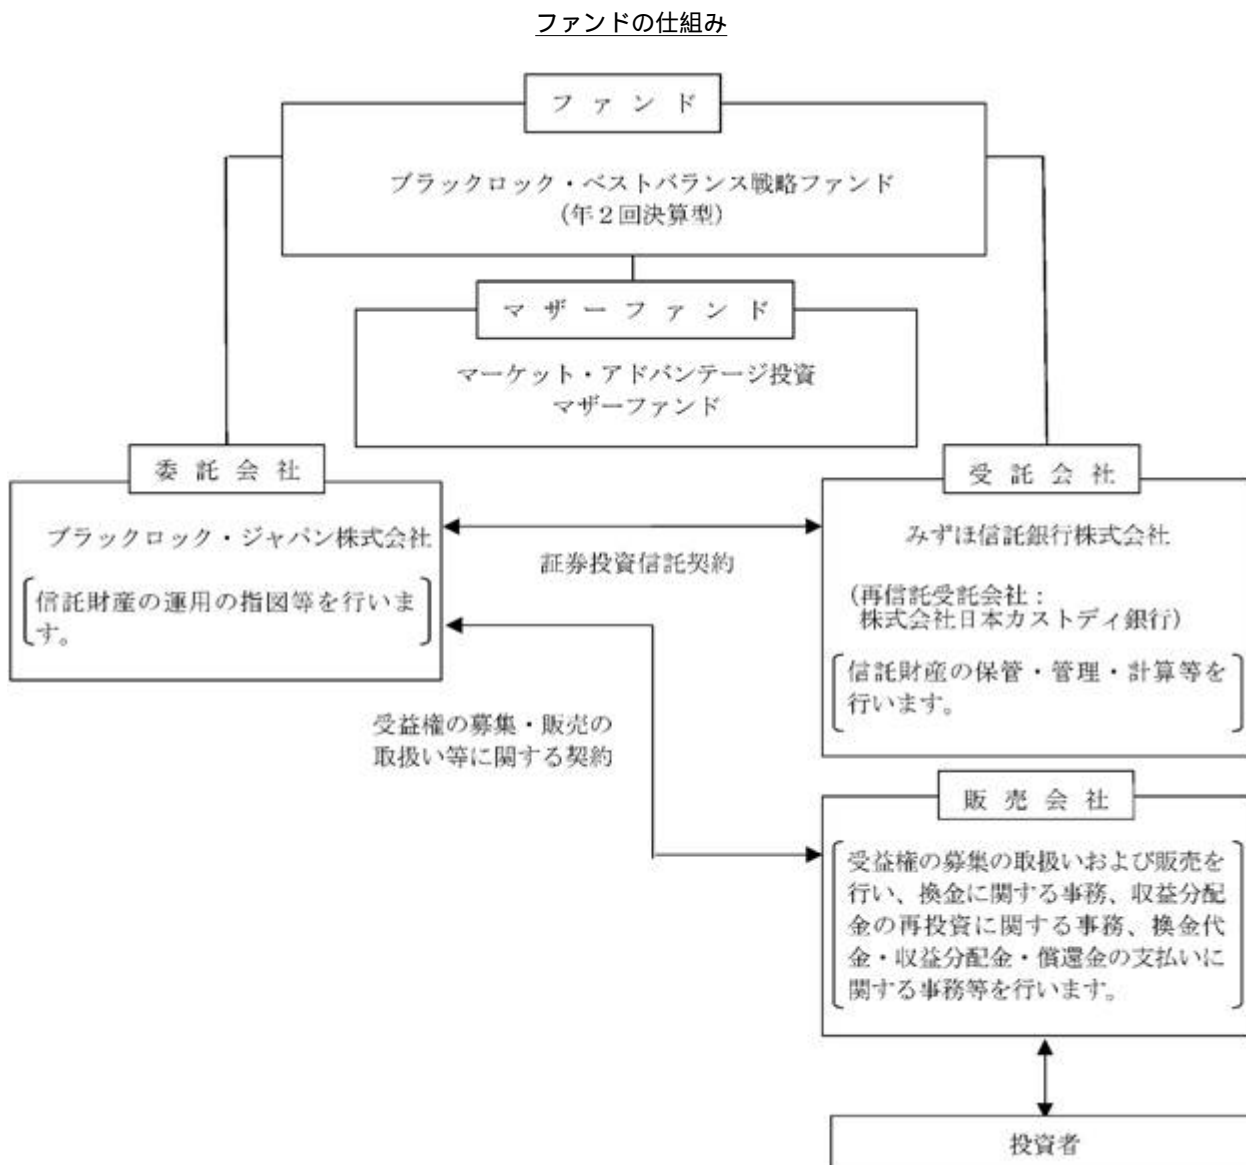 ファンドの仕組み
ファンド
ブラックロック・ベストバランス戦略ファンド
（年２回決算型）
マザーファンド
マーケット・アドバンテージ投資
マザーファンド
委託会社
ブラックロック・ジャパン株式会社
信託財産の運用の指図等を行いま
す。
証券投資信託契約
受託会社
みずほ信託銀行株式会社
（再信託受託会社：
株式会社日本カストディ銀行）
信託財産の保管・管理・計算等を
行います。
受益権の募集・販売の
取扱い等に関する契約
販売会社
受益権の募集の取扱いおよび販売を
行い、換金に関する事務、収益分配
金の再投資に関する事務、換金代
金・収益分配金・償還金の支払いに
関する事務等を行います。
投資者